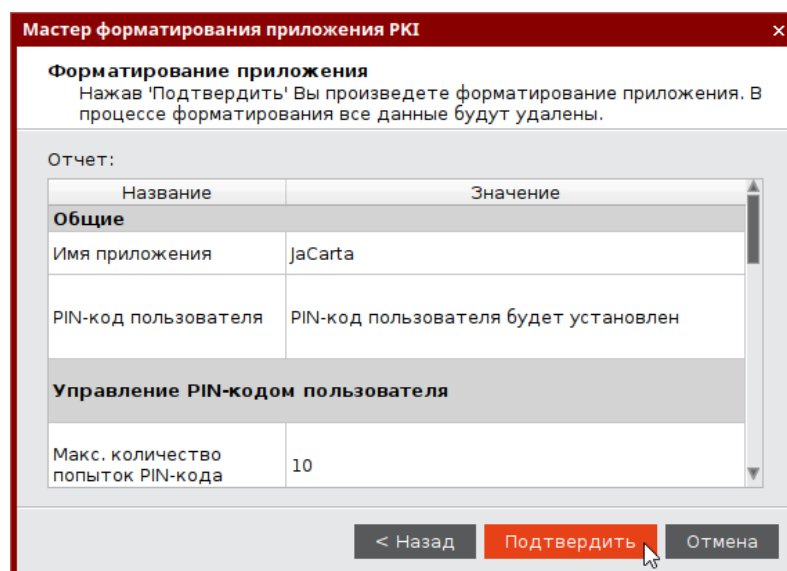 Мастер форматирования приложения PKI
Форматирование приложения
Нажав 'Подтвердить' Вы произведете форматирование приложения. В
процессе форматирования все данные будут удалены.
Отчет:
Название Значение
Общие
Имя приложения JaCarta
PIN-код пользователя PIN-код пользователя будет установлен
Управление PIN-кодом пользователя
Макс. количество
попыток PIN-кода 10
< Назад Подтвердить Отмена